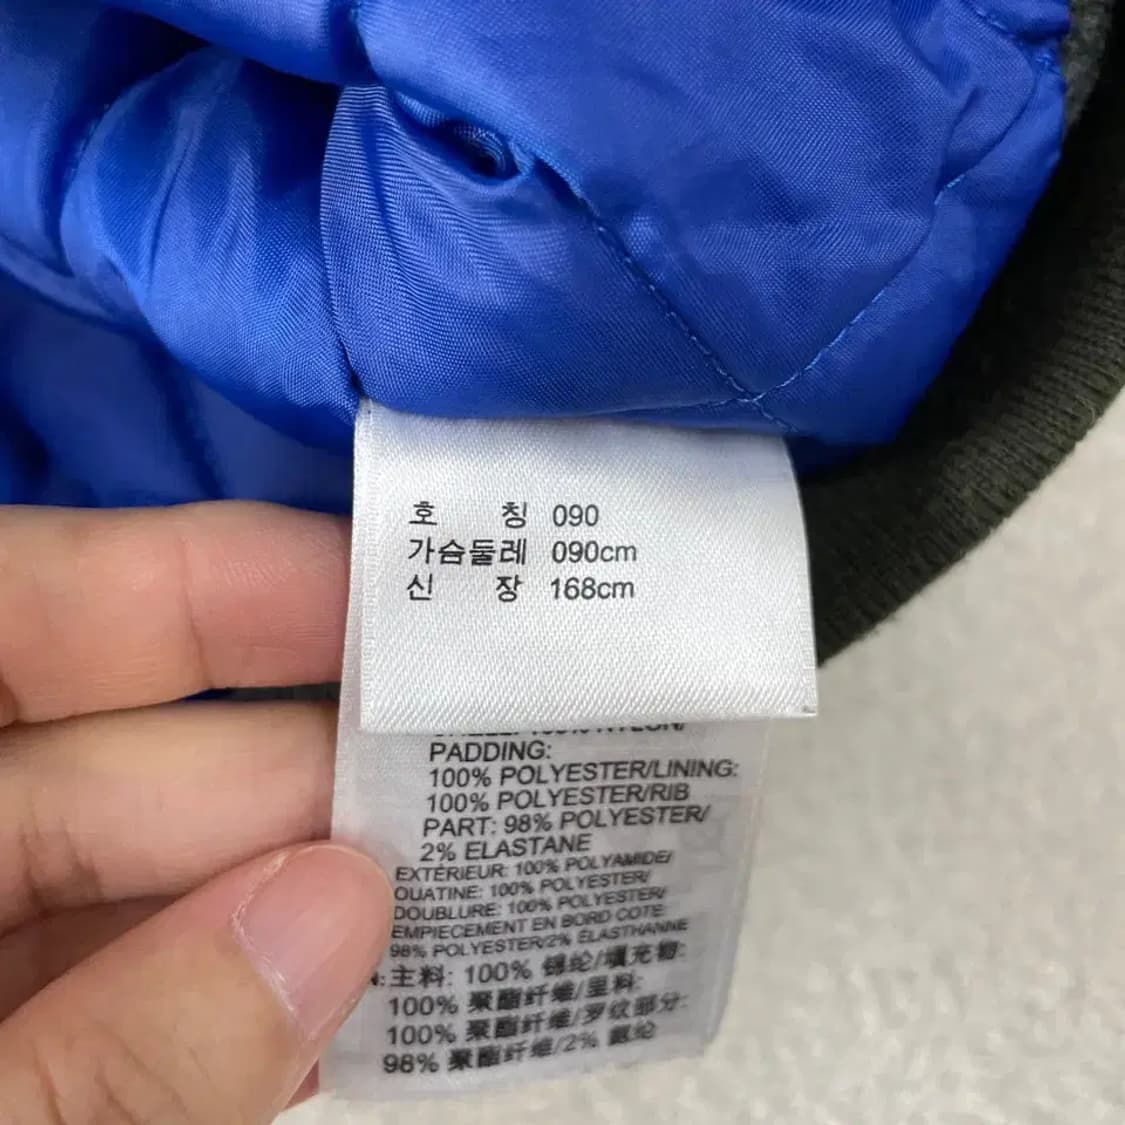 호 칭 090
가슴둘레 090cm
신 장 168cm
PADDING:
100% POLYESTER/LINING:
100% POLYESTER/RIB
PART: 98% POLYESTER/
2% ELASTANE
EXTÉRIEUR: 100% POLYAMIDE/
OUATINE: 100% POLYESTER/
DOUBLURE: 100% POLYESTER/
EMPIECEMENT EN BORD COTE:
98% POLYESTER/2% ÉLASTHANNE
主料: 100% 锦纶/填充物:
100% 聚酯纤维/里料:
100% 聚酯纤维/罗纹部分:
98% 聚酯纤维/2% 氨纶